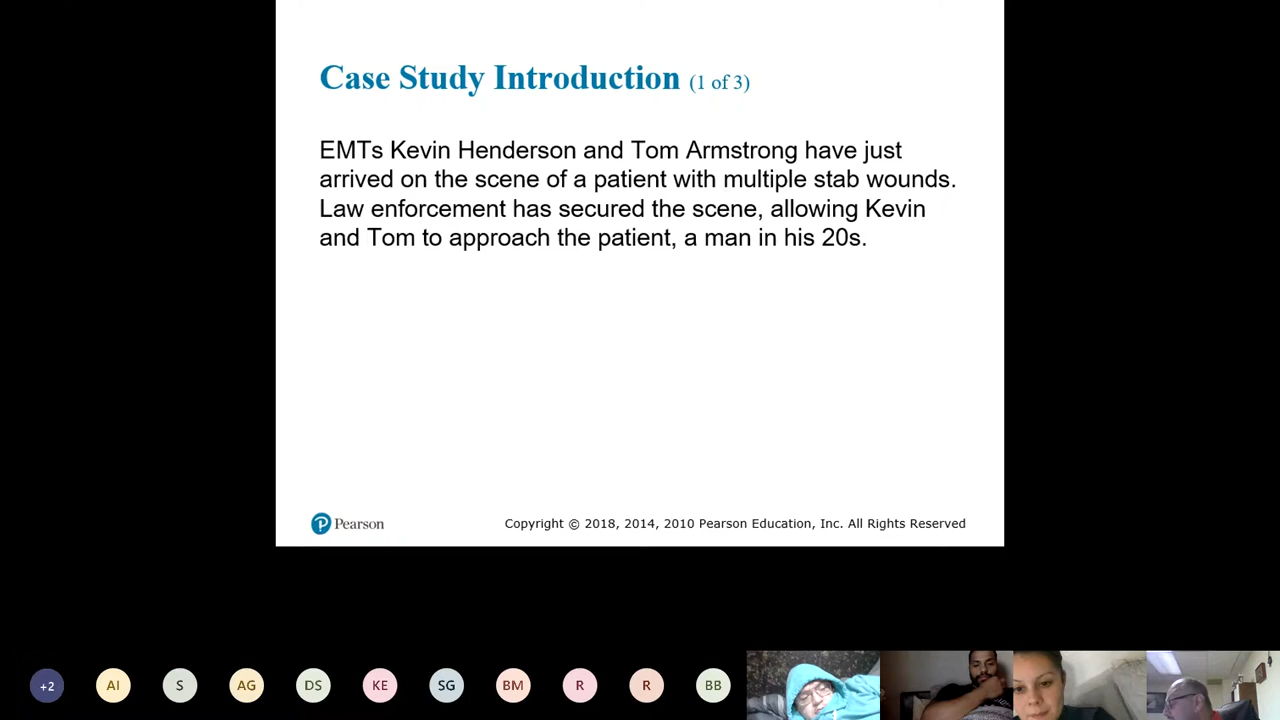 Case Study Introduction (1 of 3)
EMTs Kevin Henderson and Tom Armstrong have just
arrived on the scene of a patient with multiple stab wounds.
Law enforcement has secured the scene, allowing Kevin
and Tom to approach the patient, a man in his 20s.
P Pearson
Copyright © 2018, 2014, 2010 Pearson Education, Inc. All Rights Reserved
+2 AI S AG DS KE SG BM R R BB